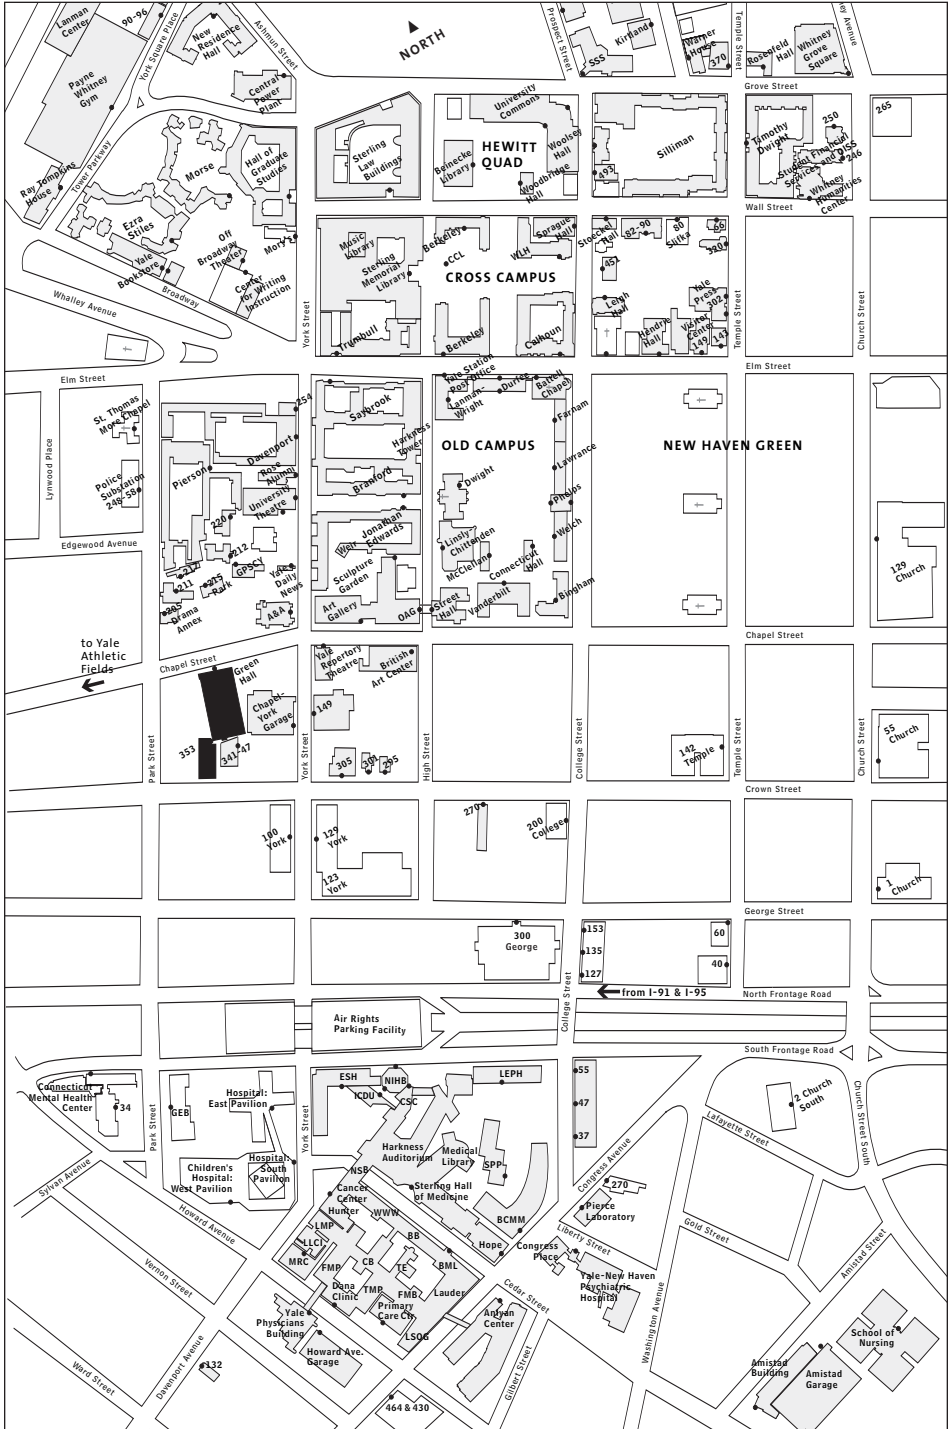 Lanman
Center
90-96
York Square Place
New
Residence
Hall
Ashmun Street
NORTH
Prospect Street
Kirtland
SSS
Warner
House
370
Temple Street
Rosenfeld
Hall
Whitney
Grove
Square
ney Avenue
Payne
Whitney
Gym
Central
Power
Plant
Grove Street
Ray Tompkins
House
Tower Parkway
Morse
Hall of
Graduate
Studies
Sterling
Law
Buildings
University
Commons
HEWITT
QUAD
Beinecke
Library
Woolsey
Hall
Woodbridge
Hall
493
Silliman
Timothy
Dwight
250
Student Financial
Services and OISS
246
Whitney
Humanities
Center
265
Wall Street
Ezra
Stiles
Yale
Bookstore
Off
Broadway
Theater
Mory's
Center
for Writing
Instruction
Broadway
Whalley Avenue
York Street
Music
Library
Sterling
Memorial
Library
Berkeley
CCL
WLH
Sprague
Hall
CROSS CAMPUS
Trumbull
Berkeley
Calhoun
Stoeckel
Hall
82-90
80
Slifka
66
320
451
Leigh
Hall
Yale
Press
302
Hendrie
Hall
Visitor
Center
149
143
Temple Street
Church Street
Elm Street
Elm Street
Lynwood Place
St. Thomas
More Chapel
Police
Substation
248-58
Edgewood Avenue
254
Davenport
Pierson
Rose
Alumni
University
Theatre
220
212
GPSCY
217
211
215
Park
205
Drama
Annex
Yale
Daily
News
A&A
Saybrook
Harkness
Tower
Branford
Jonathan
Edwards
Weir
Sculpture
Garden
Art
Gallery
OAG
Street
Hall
Yale Station
Post Office
Lanman-
Wright
Durfee
Battell
Chapel
Farnam
OLD CAMPUS
Lawrance
Dwight
Phelps
Welch
Linsly-
Chittenden
McClellan
Connecticut
Hall
Vanderbilt
Bingham
NEW HAVEN GREEN
129
Church
Chapel Street
Chapel Street
to Yale
Athletic
Fields
Green
Hall
Chapel-
York
Garage
353
341-47
Park Street
York Street
Yale
Repertory
Theatre
British
Art Center
149
305
301
295
High Street
College Street
142
Temple
Temple Street
55
Church
Church Street
Crown Street
100
York
129
York
123
York
270
200
College
1
Church
George Street
300
George
153
135
127
60
40
from I-91 & I-95
North Frontage Road
College Street
Air Rights
Parking Facility
South Frontage Road
Connecticut
Mental Health
Center
34
Park Street
GEB
Hospital:
East Pavilion
Children's
Hospital:
West Pavilion
Hospital:
South
Pavilion
York Street
ESH
ICDU
NIHB
CSC
LEPH
Harkness
Auditorium
Medical
Library
SPP
NSB
Sterling Hall
of Medicine
BCMM
Hope
55
47
37
Congress Avenue
270
Pierce
Laboratory
Liberty Street
Congress
Place
Yale-New Haven
Psychiatric
Hospital
Lafayette Street
2 Church
South
Church Street South
Gold Street
Amistad Street
Washington Avenue
Sylvan Avenue
Howard Avenue
Vernon Street
Ward Street
Davenport Avenue
132
Cancer
Center
Hunter
WWW
LMP
LLCI
MRC
FMP
CB
BB
TE
BML
Dana
Clinic
TMP
FMB
Lauder
Primary
Care Ctr.
LSOG
Yale
Physicians
Building
Howard Ave.
Garage
464 & 430
Cedar Street
Anlyan
Center
Gilbert Street
School of
Nursing
Amistad
Building
Amistad
Garage